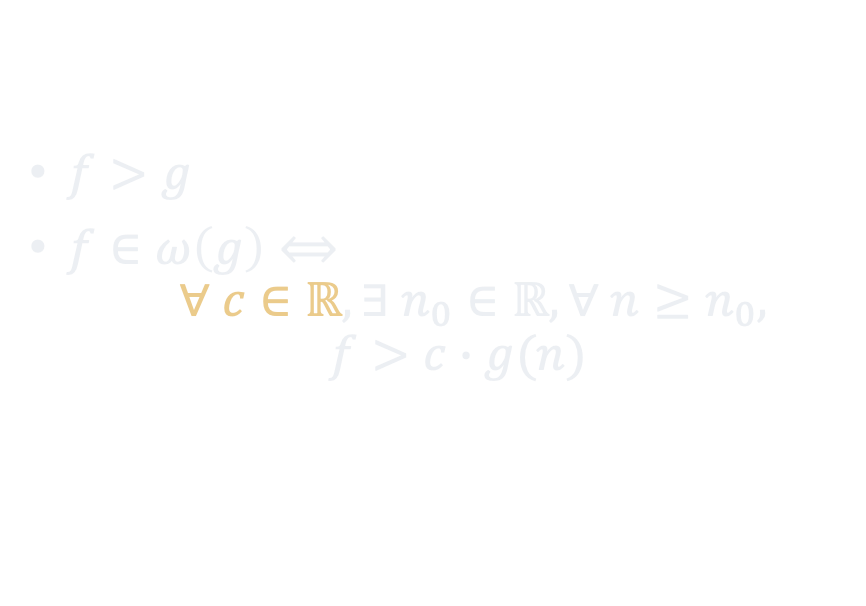 • 𝑓 > 𝑔
• 𝑓 ∈ 𝜔(𝑔) ⇔
∀ 𝑐 ∈ ℝ, ∃ 𝑛₀ ∈ ℝ, ∀ 𝑛 ≥ 𝑛₀,
𝑓 > 𝑐 · 𝑔(𝑛)